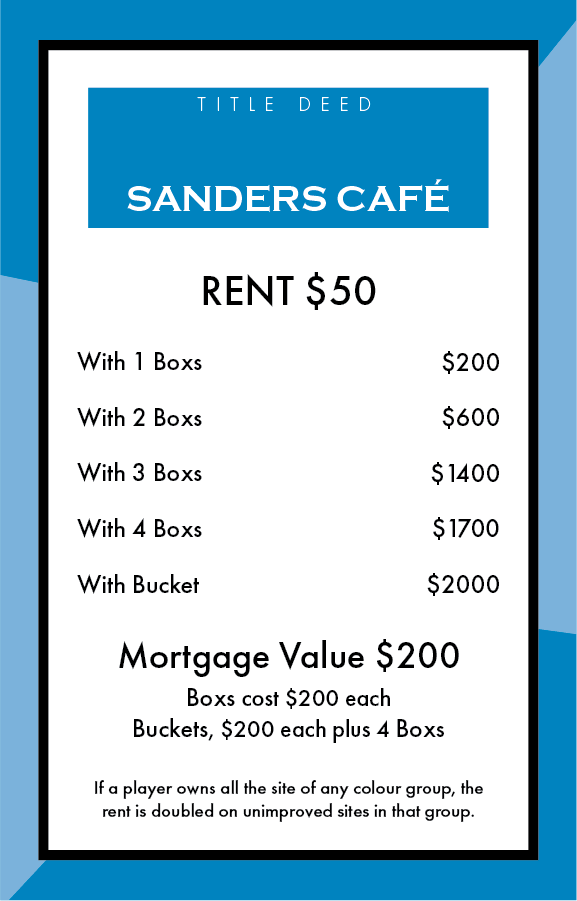 TITLE DEED
SANDERS CAFÉ
RENT $50
With 1 Boxs $200
With 2 Boxs $600
With 3 Boxs $1400
With 4 Boxs $1700
With Bucket $2000
Mortgage Value $200
Boxs cost $200 each
Buckets, $200 each plus 4 Boxs
If a player owns all the site of any colour group, the
rent is doubled on unimproved sites in that group.